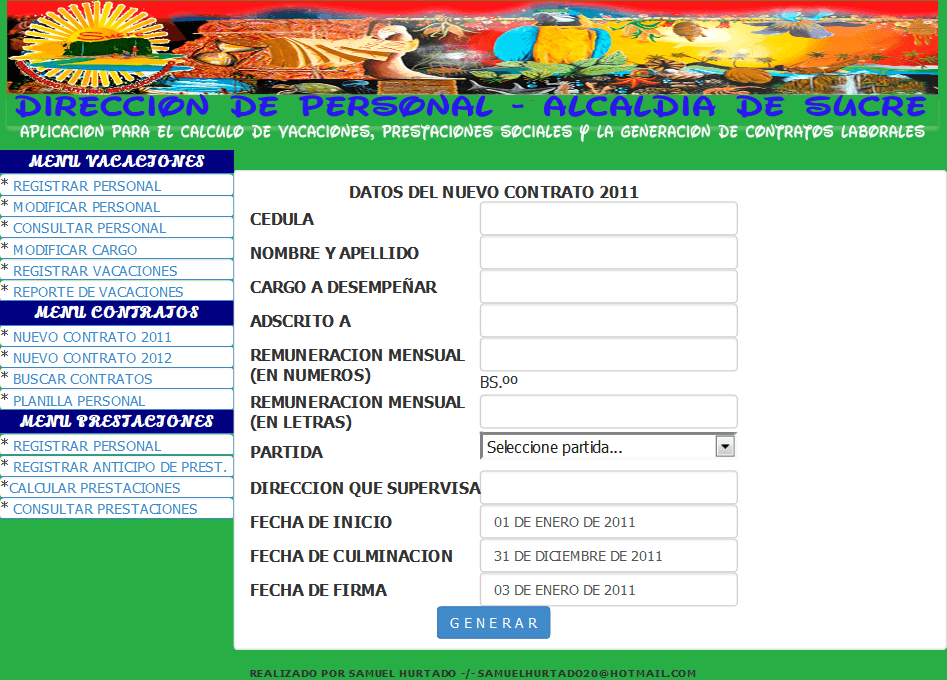 DIRECCION DE PERSONAL - ALCALDIA DE SUCRE
APLICACION PARA EL CALCULO DE VACACIONES, PRESTACIONES SOCIALES Y LA GENERACION DE CONTRATOS LABORALES
MENU VACACIONES
* REGISTRAR PERSONAL
* MODIFICAR PERSONAL
* CONSULTAR PERSONAL
* MODIFICAR CARGO
* REGISTRAR VACACIONES
* REPORTE DE VACACIONES
MENU CONTRATOS
* NUEVO CONTRATO 2011
* NUEVO CONTRATO 2012
* BUSCAR CONTRATOS
* PLANILLA PERSONAL
MENU PRESTACIONES
* REGISTRAR PERSONAL
* REGISTRAR ANTICIPO DE PREST.
*CALCULAR PRESTACIONES
* CONSULTAR PRESTACIONES
DATOS DEL NUEVO CONTRATO 2011
CEDULA
NOMBRE Y APELLIDO
CARGO A DESEMPEÑAR
ADSCRITO A
REMUNERACION MENSUAL
(EN NUMEROS)
BS.ºº
REMUNERACION MENSUAL
(EN LETRAS)
PARTIDA Seleccione partida...
DIRECCION QUE SUPERVISA
FECHA DE INICIO 01 DE ENERO DE 2011
FECHA DE CULMINACION 31 DE DICIEMBRE DE 2011
FECHA DE FIRMA 03 DE ENERO DE 2011
GENERAR
REALIZADO POR SAMUEL HURTADO -/- SAMUELHURTADO20@HOTMAIL.COM